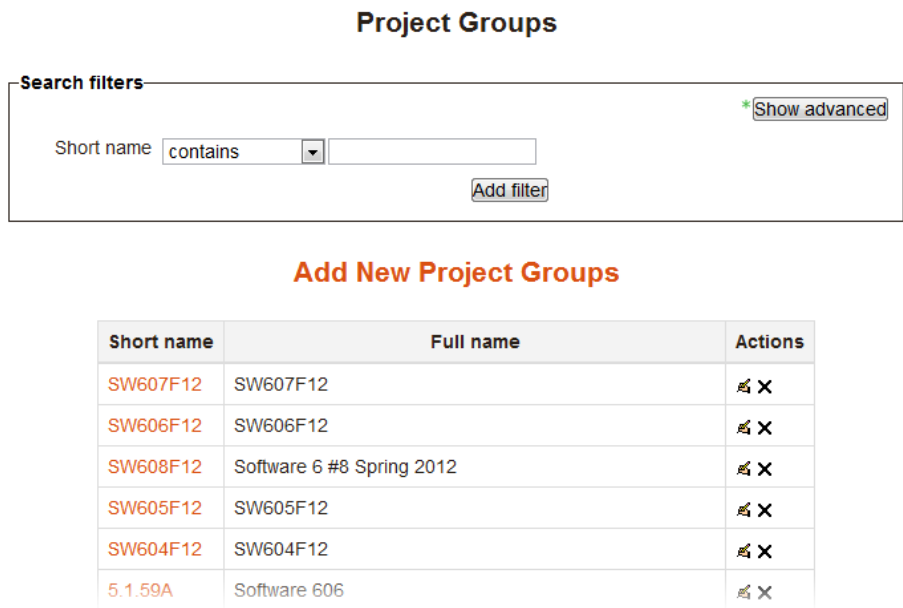 Project Groups
Search filters
*Show advanced
Short name contains
Add filter
Add New Project Groups
Short name Full name Actions
SW607F12 SW607F12
SW606F12 SW606F12
SW608F12 Software 6 #8 Spring 2012
SW605F12 SW605F12
SW604F12 SW604F12
5.1.59A Software 606